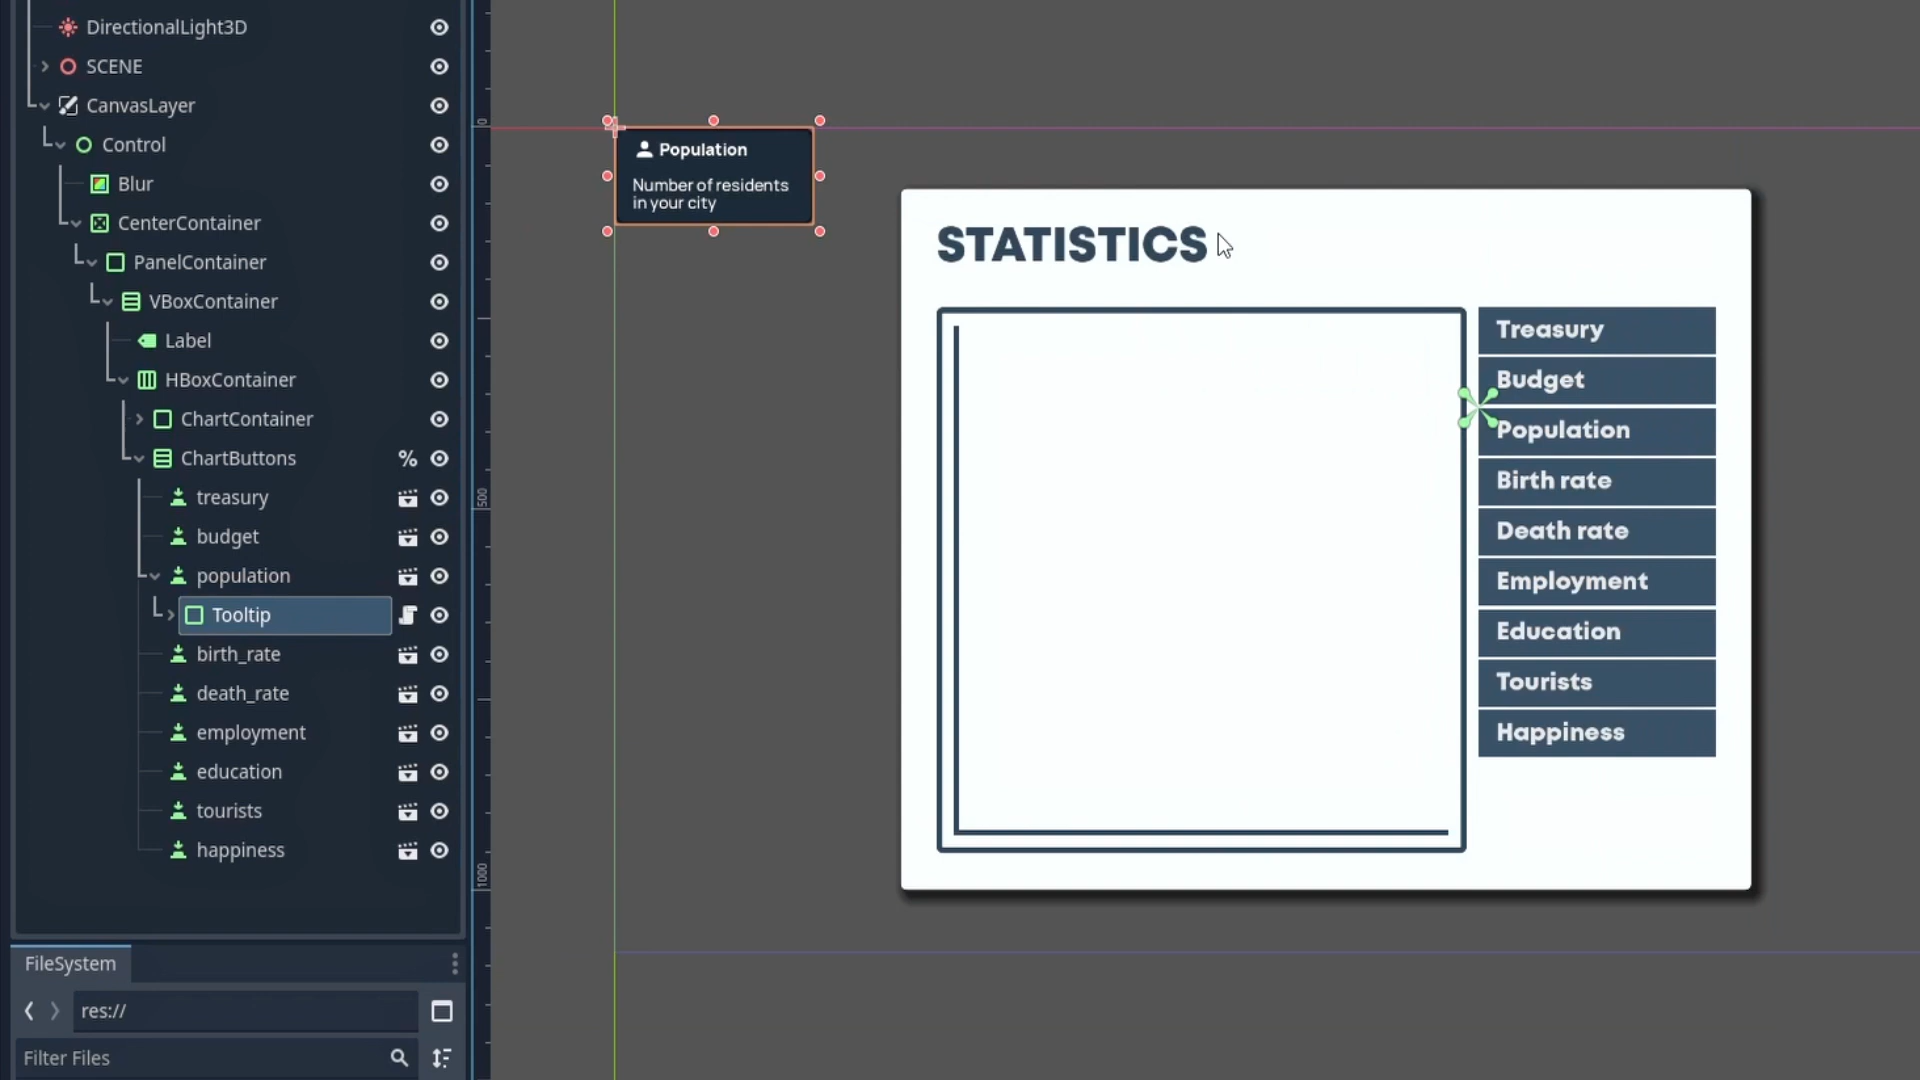 DirectionalLight3D
SCENE
CanvasLayer
Control
Blur
CenterContainer
PanelContainer
VBoxContainer
Label
HBoxContainer
ChartContainer
ChartButtons
%
treasury
budget
population
Tooltip
birth_rate
death_rate
employment
education
tourists
happiness
FileSystem
res://
Filter Files
0
500
1000
Population
Number of residents
in your city
STATISTICS
Treasury
Budget
Population
Birth rate
Death rate
Employment
Education
Tourists
Happiness